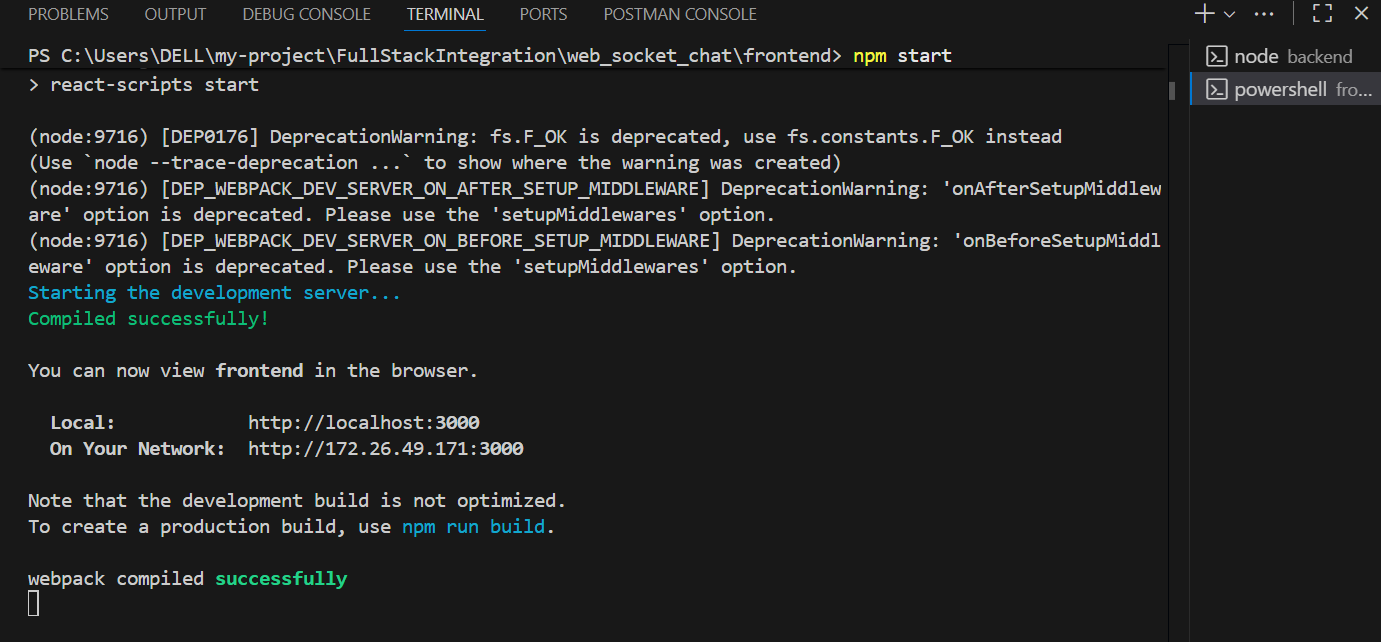 PROBLEMS OUTPUT DEBUG CONSOLE TERMINAL PORTS POSTMAN CONSOLE
PS C:\Users\DELL\my-project\FullStackIntegration\web_socket_chat\frontend> npm start
> react-scripts start
(node:9716) [DEP0176] DeprecationWarning: fs.F_OK is deprecated, use fs.constants.F_OK instead
(Use `node --trace-deprecation ...` to show where the warning was created)
(node:9716) [DEP_WEBPACK_DEV_SERVER_ON_AFTER_SETUP_MIDDLEWARE] DeprecationWarning: 'onAfterSetupMiddlew
are' option is deprecated. Please use the 'setupMiddlewares' option.
(node:9716) [DEP_WEBPACK_DEV_SERVER_ON_BEFORE_SETUP_MIDDLEWARE] DeprecationWarning: 'onBeforeSetupMiddl
eware' option is deprecated. Please use the 'setupMiddlewares' option.
Starting the development server...
Compiled successfully!
You can now view frontend in the browser.
Local: http://localhost:3000
On Your Network: http://172.26.49.171:3000
Note that the development build is not optimized.
To create a production build, use npm run build.
webpack compiled successfully
node backend
powershell fro...